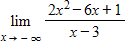 lim x→−∞ (2x² − 6x + 1)/(x − 3)